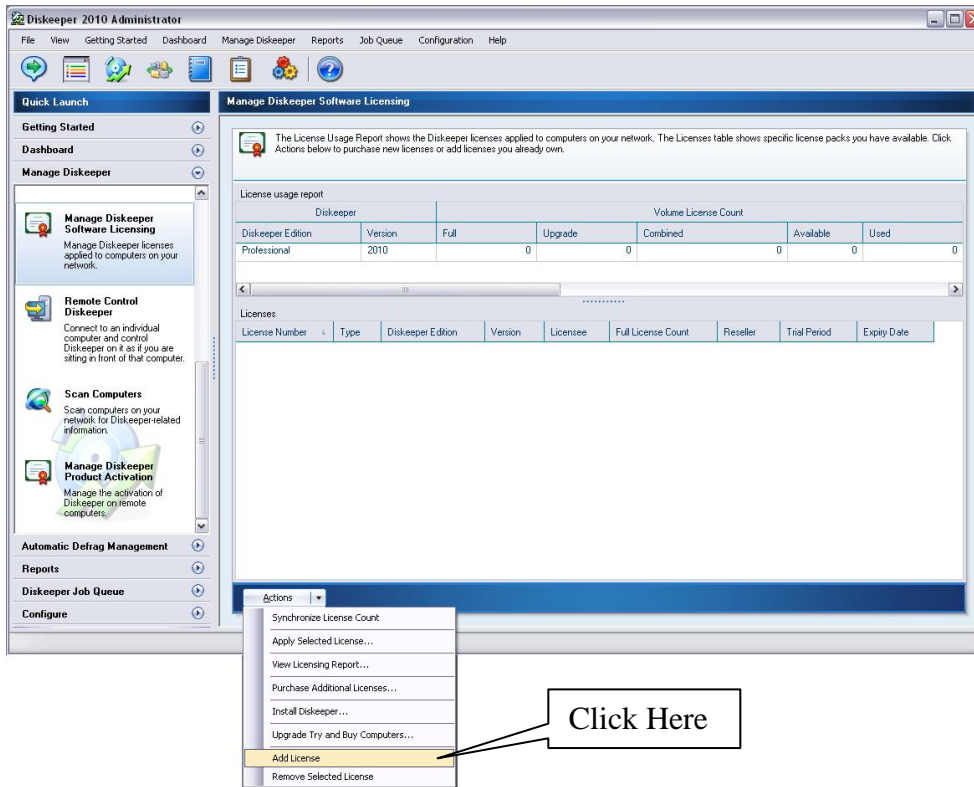 Diskeeper 2010 Administrator
File View Getting Started Dashboard Manage Diskeeper Reports Job Queue Configuration Help
Quick Launch
Getting Started
Dashboard
Manage Diskeeper
Manage Diskeeper
Software Licensing
Manage Diskeeper licenses
applied to computers on your
network.
Remote Control
Diskeeper
Connect to an individual
computer and control
Diskeeper on it as if you are
sitting in front of that computer.
Scan Computers
Scan computers on your
network for Diskeeper-related
information.
Manage Diskeeper
Product Activation
Manage the activation of
Diskeeper on remote
computers.
Automatic Defrag Management
Reports
Diskeeper Job Queue
Configure
Manage Diskeeper Software Licensing
The License Usage Report shows the Diskeeper licenses applied to computers on your network. The Licenses table shows specific license packs you have available. Click
Actions below to purchase new licenses or add licenses you already own.
License usage report
Diskeeper Volume License Count
Diskeeper Edition Version Full Upgrade Combined Available Used
Professional 2010 0 0 0 0 0
Licenses
License Number Type Diskeeper Edition Version Licensee Full License Count Reseller Trial Period Expiry Date
Actions
Synchronize License Count
Apply Selected License...
View Licensing Report...
Purchase Additional Licenses...
Install Diskeeper...
Upgrade Try and Buy Computers...
Add License
Remove Selected License
Click Here